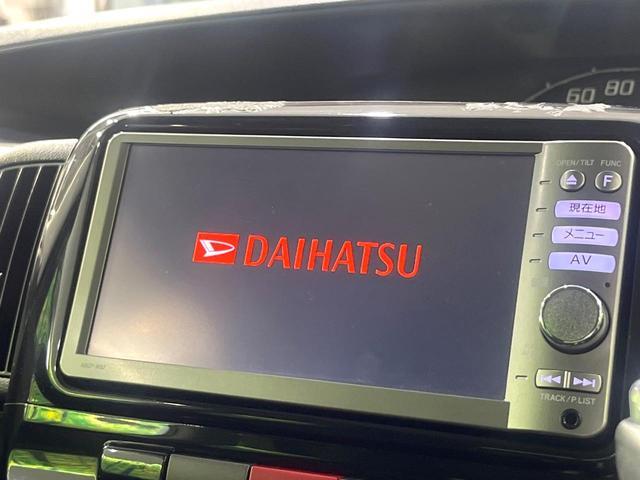 60 80
OPEN/TILT FUNC
F
現在地
メニュー
AV
DAIHATSU
TRACK/P.LIST